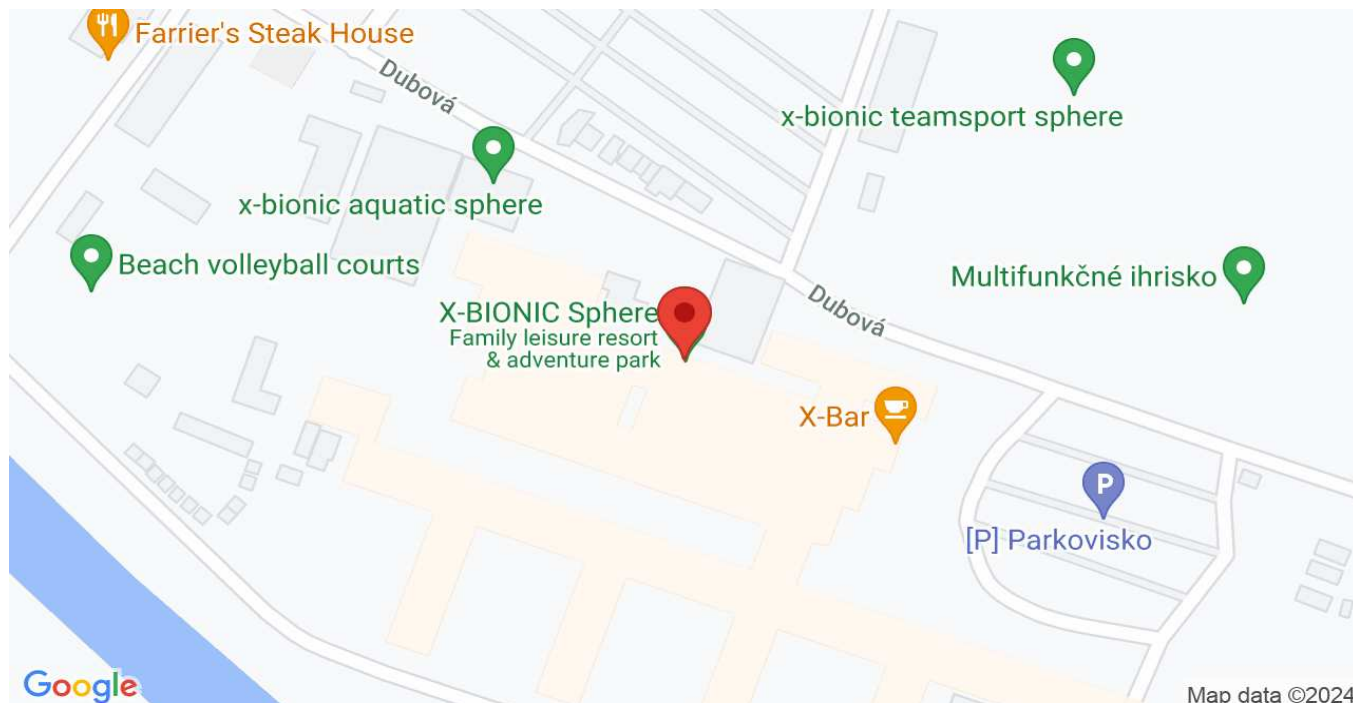 Farrier's Steak House
Dubová
x-bionic teamsport sphere
x-bionic aquatic sphere
Beach volleyball courts
Multifunkčné ihrisko
Dubová
X-BIONIC Sphere
Family leisure resort
& adventure park
X-Bar
P
[P] Parkovisko
Google
Map data ©2024